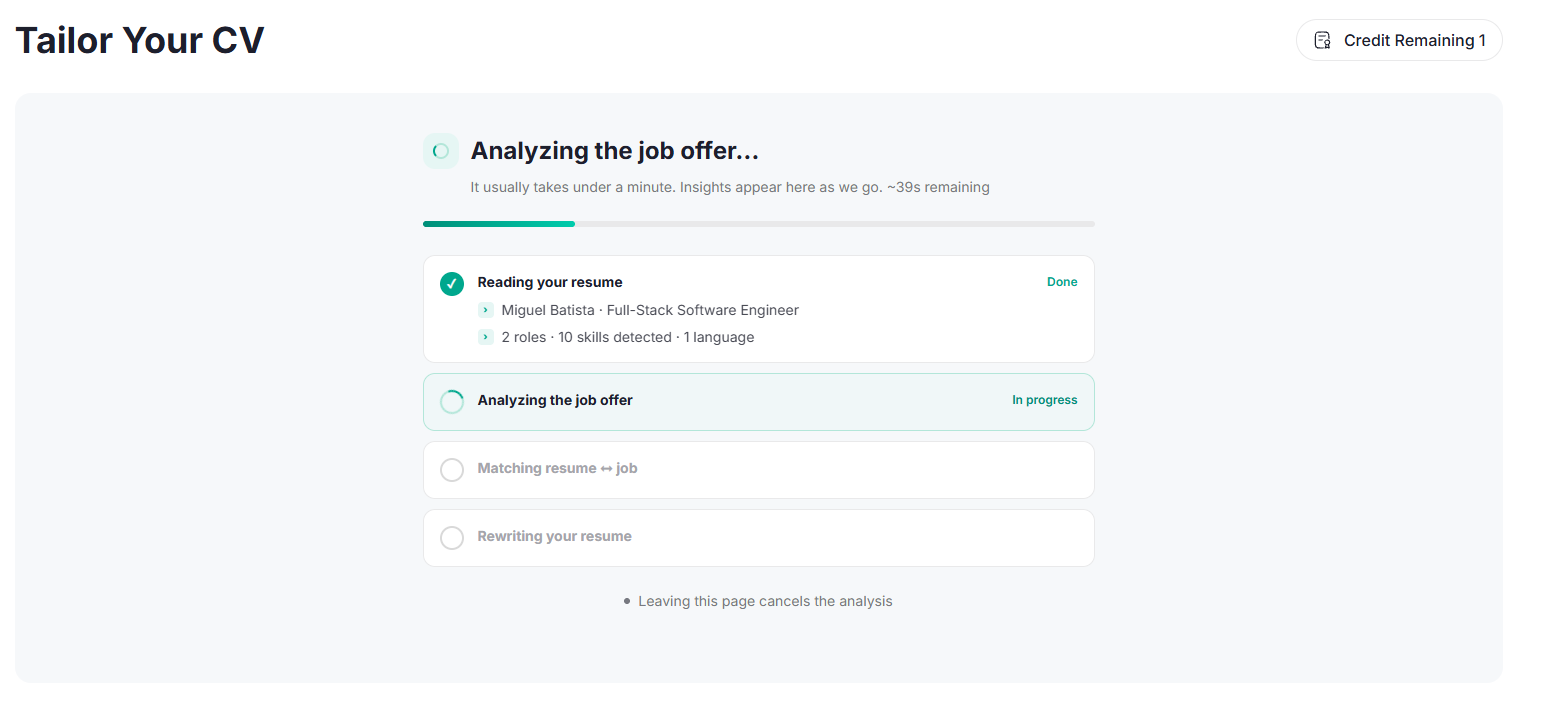 Tailor Your CV
Credit Remaining 1
Analyzing the job offer...
It usually takes under a minute. Insights appear here as we go. ~39s remaining
Reading your resume
Done
Miguel Batista · Full-Stack Software Engineer
2 roles · 10 skills detected · 1 language
Analyzing the job offer
In progress
Matching resume ↔ job
Rewriting your resume
Leaving this page cancels the analysis